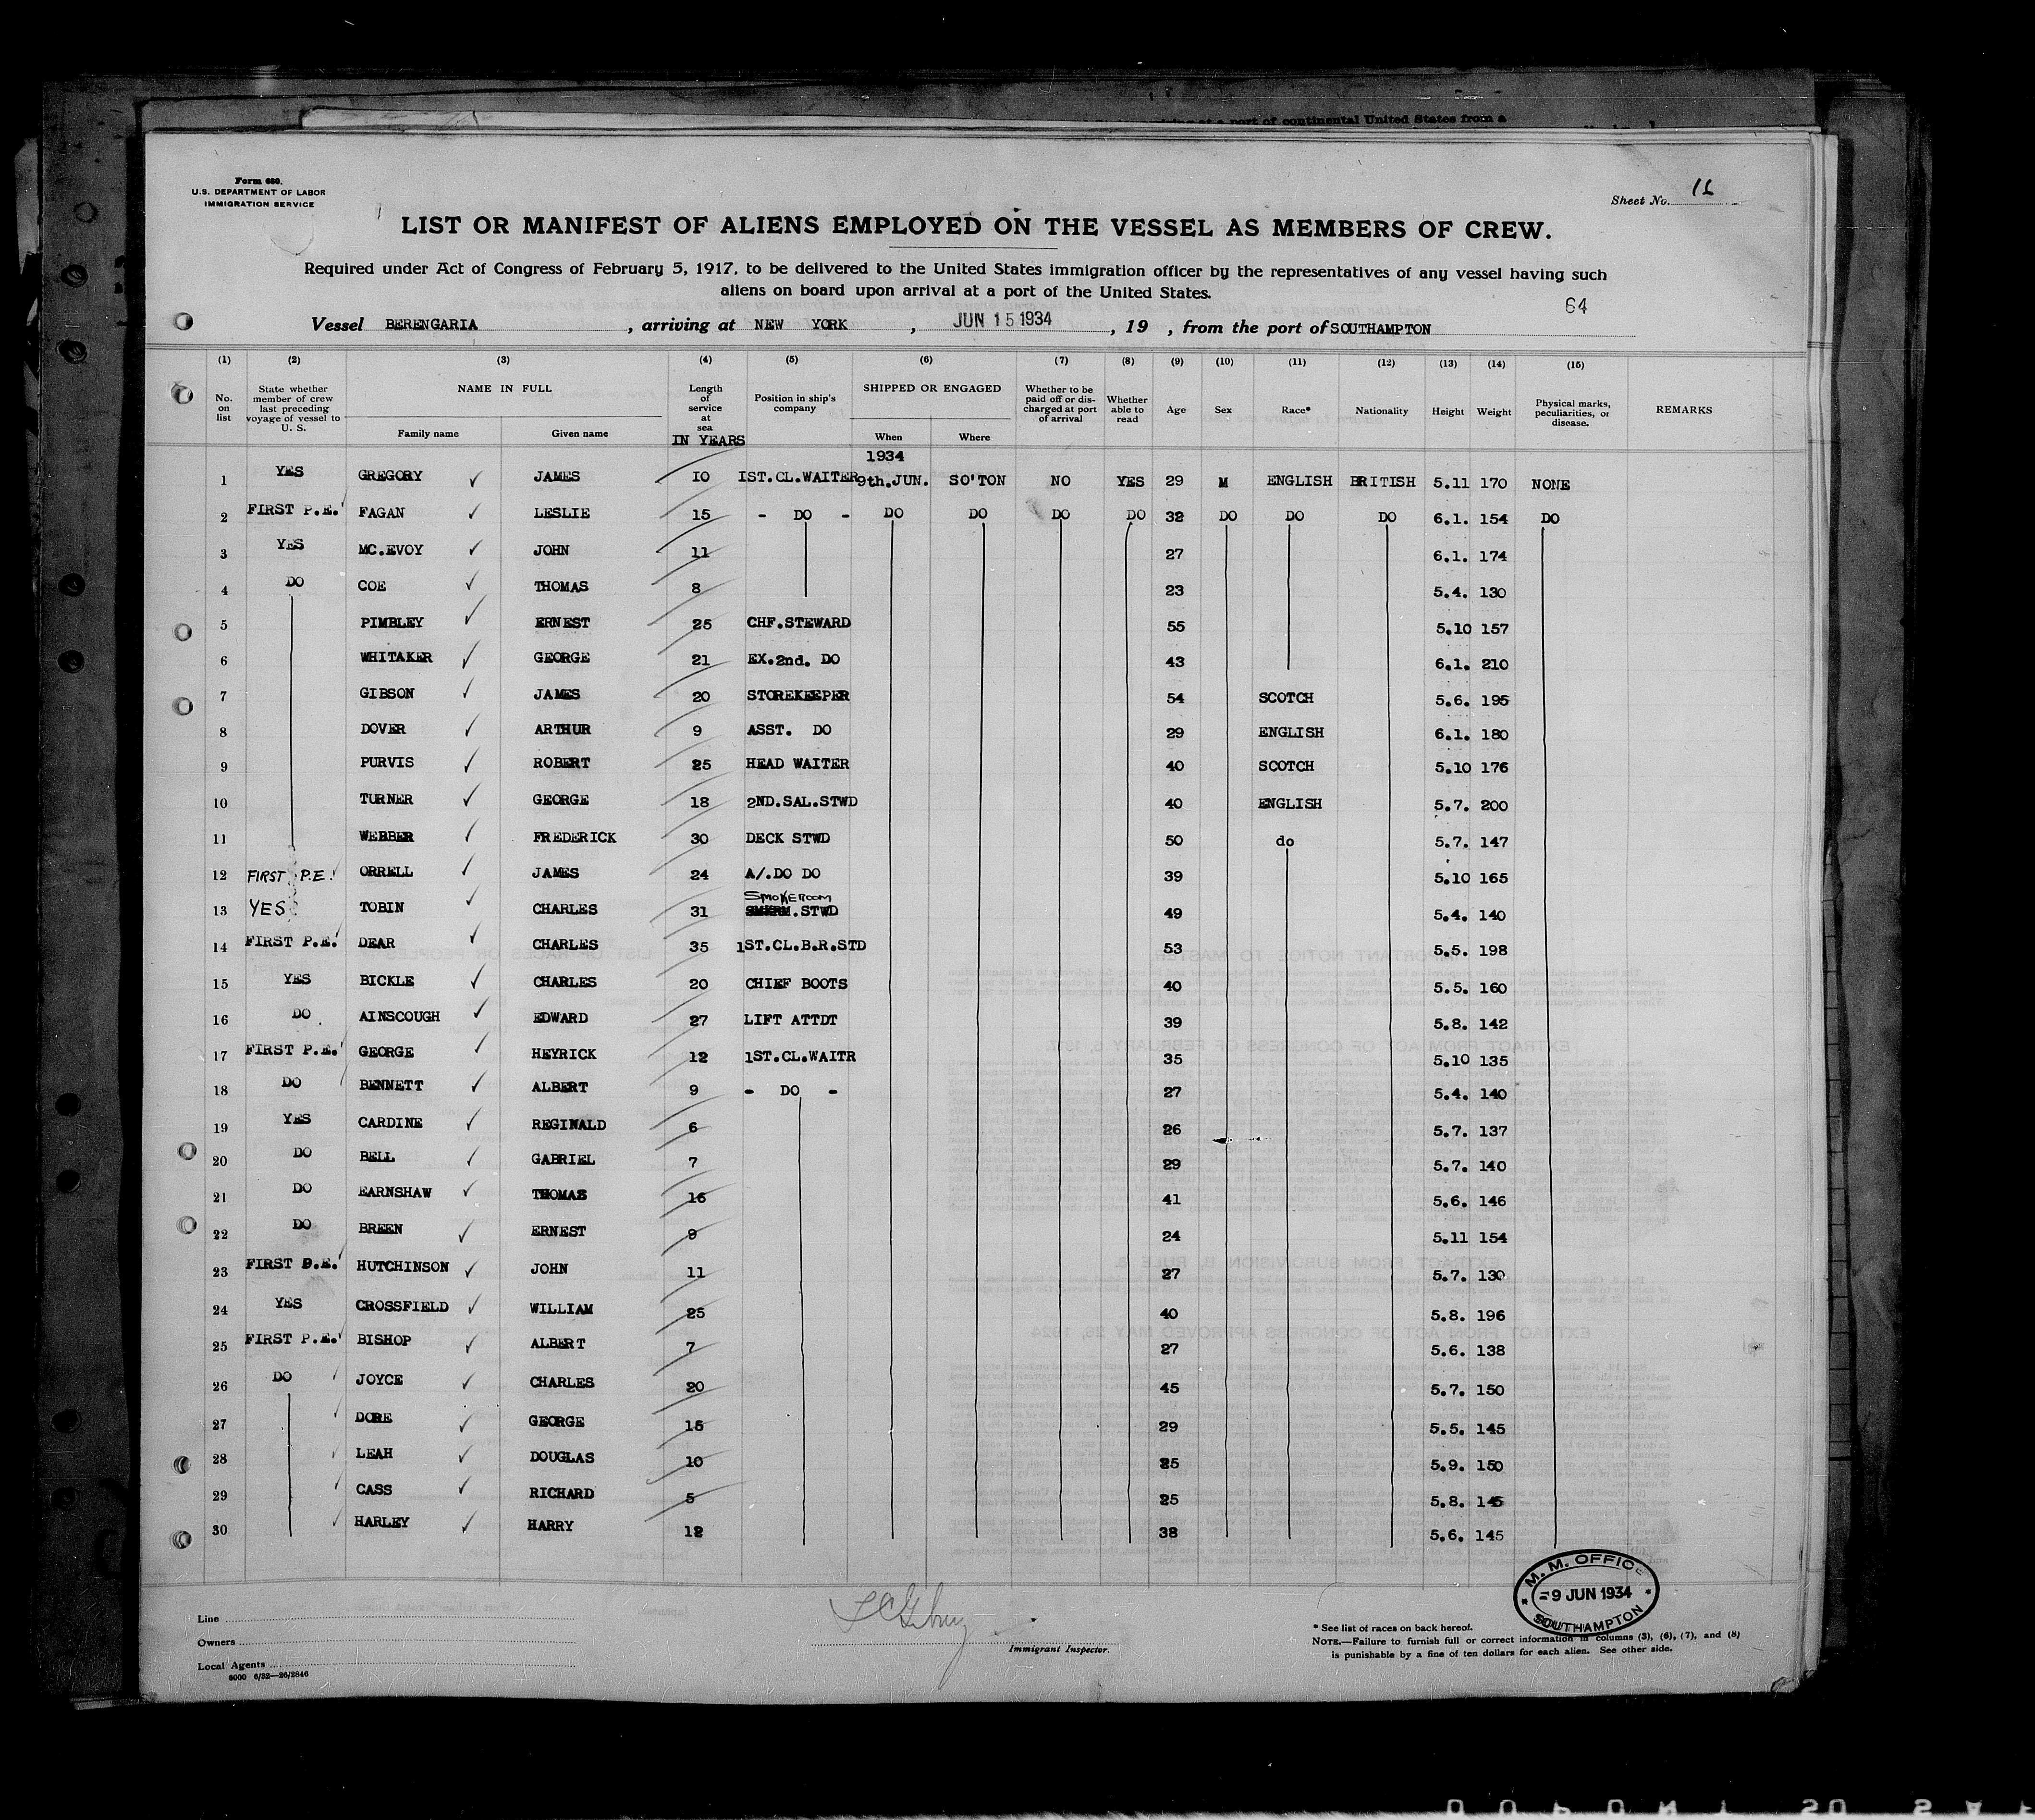 Form 680.
U.S. DEPARTMENT OF LABOR
IMMIGRATION SERVICE
Sheet No.
LIST OR MANIFEST OF ALIENS EMPLOYED ON THE VESSEL AS MEMBERS OF CREW.
Required under Act of Congress of February 5, 1917, to be delivered to the United States immigration officer by the representatives of any vessel having such
aliens on board upon arrival at a port of the United States.
64
Vessel BERENGARIA, arriving at NEW YORK, JUN 15 1934, 19 , from the port of SOUTHAMPTON
(1) (2) (3) (4) (5) (6) (7) (8) (9) (10) (11) (12) (13) (14) (15)
No. on list State whether member of crew last preceding voyage of vessel to U. S. NAME IN FULL Family name Given name Length of service at sea IN YEARS Position in ship's company SHIPPED OR ENGAGED When Where Whether to be paid off or discharged at port of arrival Whether able to read Age Sex Race* Nationality Height Weight Physical marks, peculiarities, or disease. REMARKS
1934
1 YES GREGORY JAMES 10 1ST.CL.WAITER 9th.JUN. SO'TON NO YES 29 M ENGLISH BRITISH 5.11 170 NONE
2 FIRST P.E. FAGAN LESLIE 15 - DO - DO DO DO DO 32 DO DO DO 6.1. 154 DO
3 YES MC.EVOY JOHN 11 27 6.1. 174
4 DO COE THOMAS 8 23 5.4. 130
5 PIMBLEY ERNEST 25 CHF.STEWARD 55 5.10 157
6 WHITAKER GEORGE 21 EX.2nd. DO 43 6.1. 210
7 GIBSON JAMES 20 STOREKEEPER 54 SCOTCH 5.6. 195
8 DOVER ARTHUR 9 ASST. DO 29 ENGLISH 6.1. 180
9 PURVIS ROBERT 25 HEAD WAITER 40 SCOTCH 5.10 176
10 TURNER GEORGE 18 2ND.SAL.STWD 40 ENGLISH 5.7. 200
11 WEBBER FREDERICK 30 DECK STWD 50 do 5.7. 147
12 FIRST P.E. ORRELL JAMES 24 A/.DO DO 39 5.10 165
SMOKEROOM
13 YES TOBIN CHARLES 31 SMKRM.STWD 49 5.4. 140
14 FIRST P.E. DEAR CHARLES 35 1ST.CL.B.R.STD 53 5.5. 198
15 YES BICKLE CHARLES 20 CHIEF BOOTS 40 5.5. 160
16 DO AINSCOUGH EDWARD 27 LIFT ATTDT 39 5.8. 142
17 FIRST P.E. GEORGE HEYRICK 12 1ST.CL.WAITR 35 5.10 135
18 DO BENNETT ALBERT 9 - DO - 27 5.4. 140
19 YES CARDINE REGINALD 6 26 5.7. 137
20 DO BELL GABRIEL 7 29 5.7. 140
21 DO EARNSHAW THOMAS 16 41 5.6. 146
22 DO BREEN ERNEST 9 24 5.11 154
23 FIRST P.E. HUTCHINSON JOHN 11 27 5.7. 130
24 YES CROSSFIELD WILLIAM 25 40 5.8. 196
25 FIRST P.E. BISHOP ALBERT 7 27 5.6. 138
26 DO JOYCE CHARLES 20 45 5.7. 150
27 DORE GEORGE 15 29 5.5. 145
28 LEAH DOUGLAS 10 25 5.9. 150
29 CASS RICHARD 5 25 5.8. 145
30 HARLEY HARRY 12 38 5.6. 145
M. M. OFFICE
9 JUN 1934
SOUTHAMPTON
Line
Owners
Local Agents
6000 6/32—26/2846
Immigrant Inspector.
* See list of races on back hereof.
NOTE.—Failure to furnish full or correct information in columns (3), (6), (7), and (8)
is punishable by a fine of ten dollars for each alien. See other side.